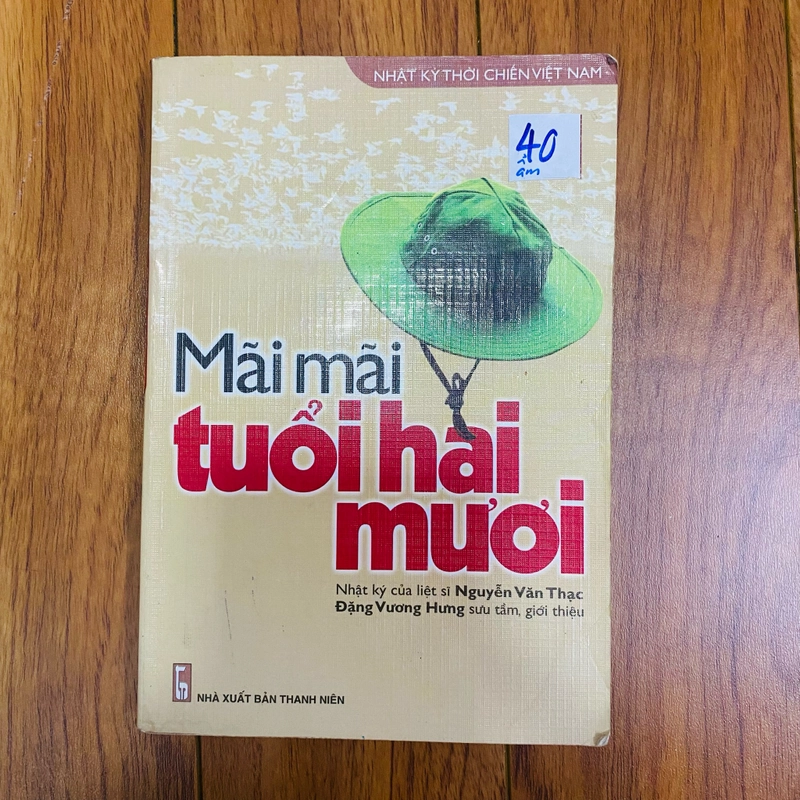 NHẬT KÝ THỜI CHIẾN VIỆT NAM
40
ẩm
Mãi mãi
tuổi hai
mươi
Nhật ký của liệt sĩ Nguyễn Văn Thạc
Đặng Vương Hưng sưu tầm, giới thiệu
NHÀ XUẤT BẢN THANH NIÊN